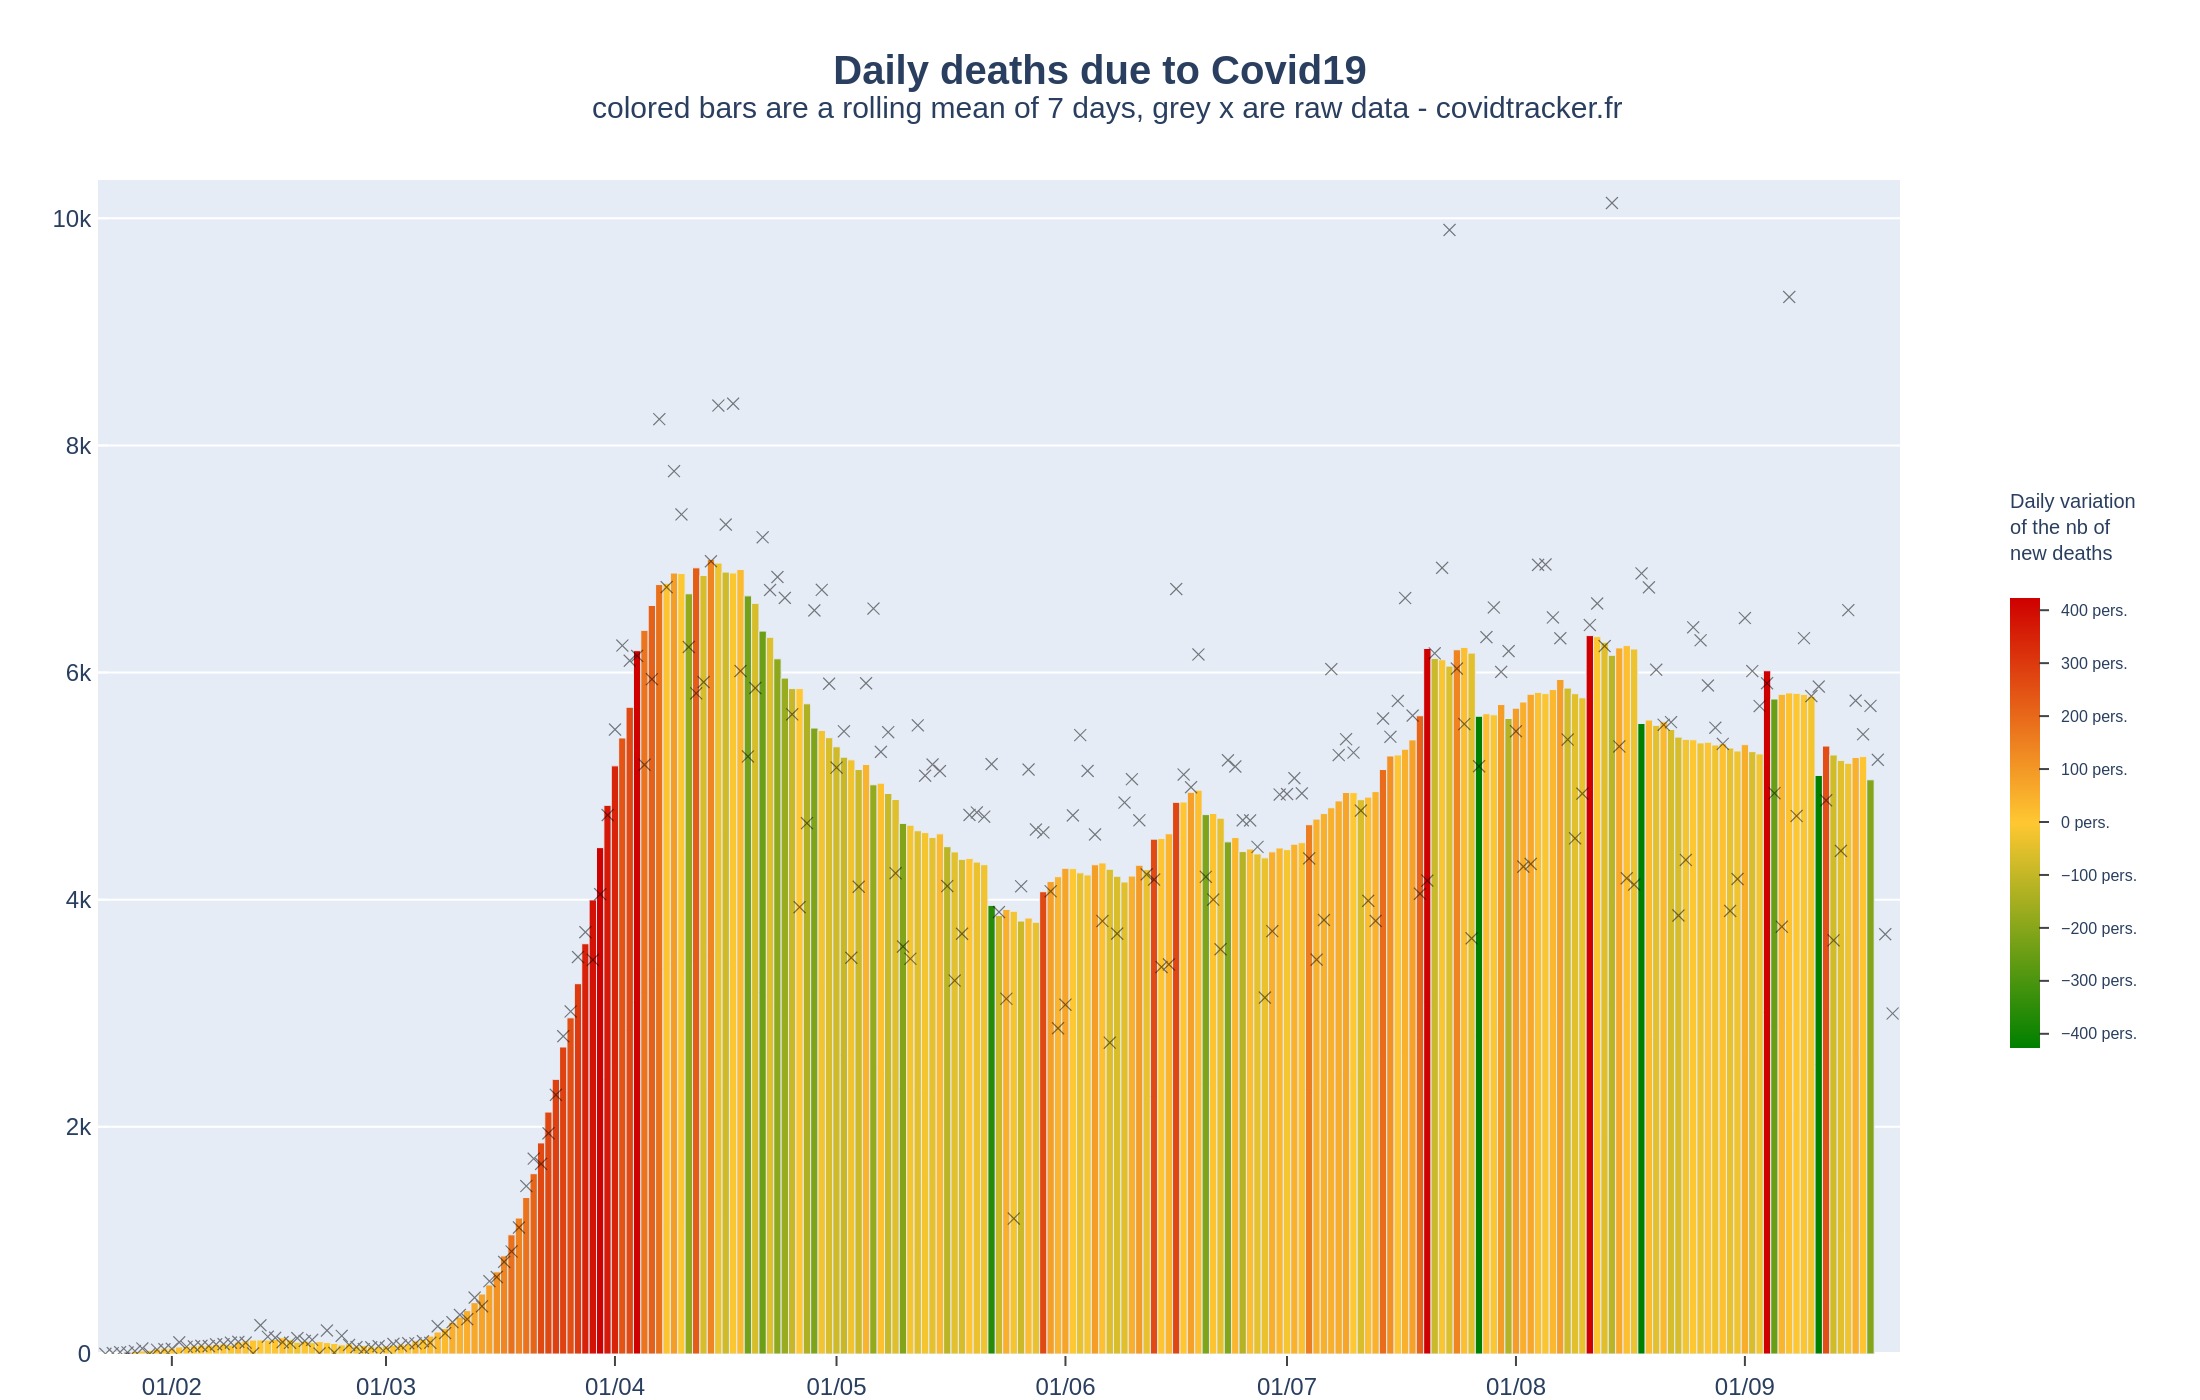 Daily deaths due to Covid19
colored bars are a rolling mean of 7 days, grey x are raw data - covidtracker.fr
10k
8k
6k
4k
2k
0
01/02
01/03
01/04
01/05
01/06
01/07
01/08
01/09
Daily variation
of the nb of
new deaths
400 pers.
300 pers.
200 pers.
100 pers.
0 pers.
−100 pers.
−200 pers.
−300 pers.
−400 pers.